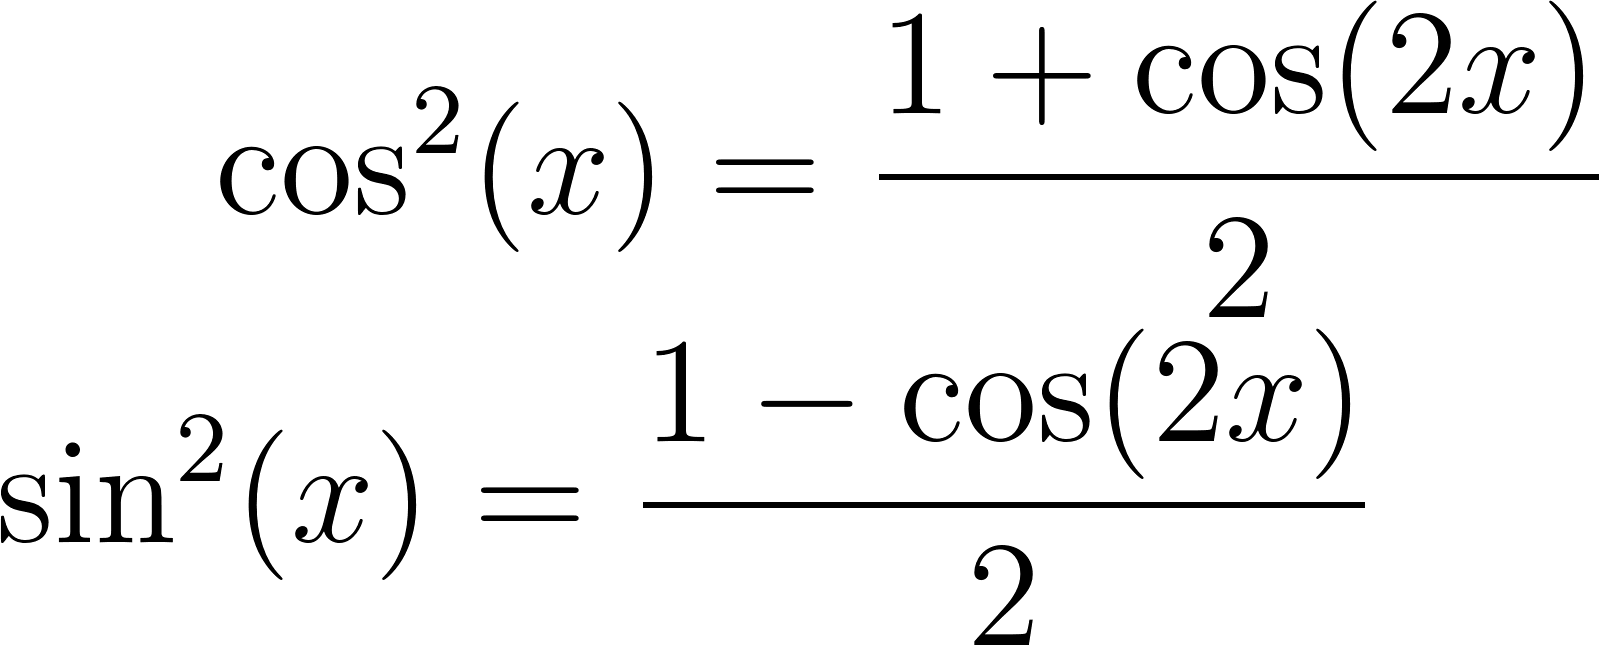 cos²(x) = (1 + cos(2x))/2
sin²(x) = (1 − cos(2x))/2